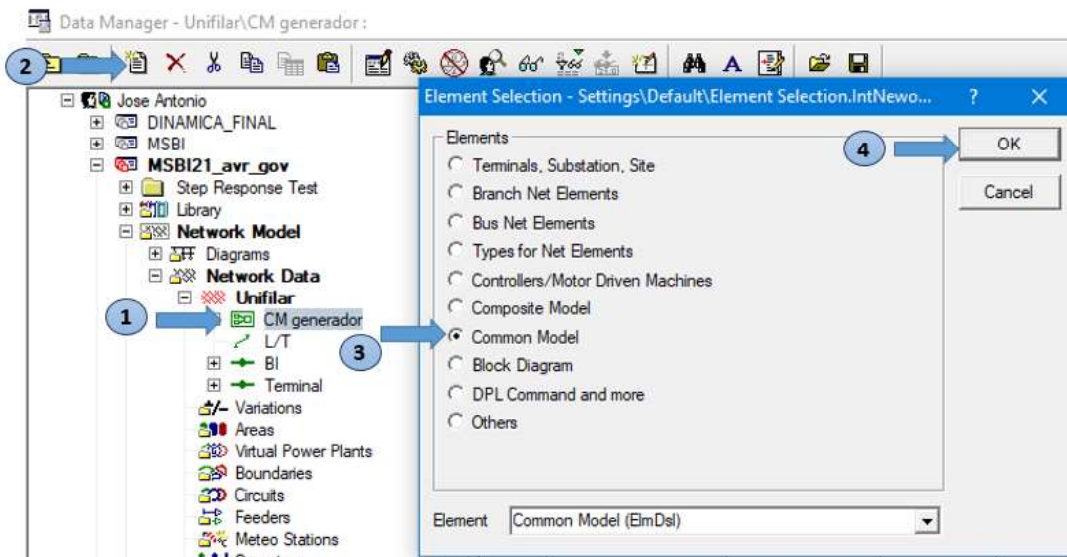 Data Manager - Unifilar\CM generador :
2
Jose Antonio
DINAMICA_FINAL
MSBI
MSBI21_avr_gov
Step Response Test
Library
Network Model
Diagrams
Network Data
Unifilar
1
CM generador
L/T
BI
Terminal
Variations
Areas
Virtual Power Plants
Boundaries
Circuits
Feeders
Meteo Stations
Element Selection - Settings\Default\Element Selection.IntNewo... ? X
Elements
Terminals, Substation, Site
Branch Net Elements
Bus Net Elements
Types for Net Elements
Controllers/Motor Driven Machines
Composite Model
3
Common Model
Block Diagram
DPL Command and more
Others
4
OK
Cancel
Element Common Model (ElmDsl)